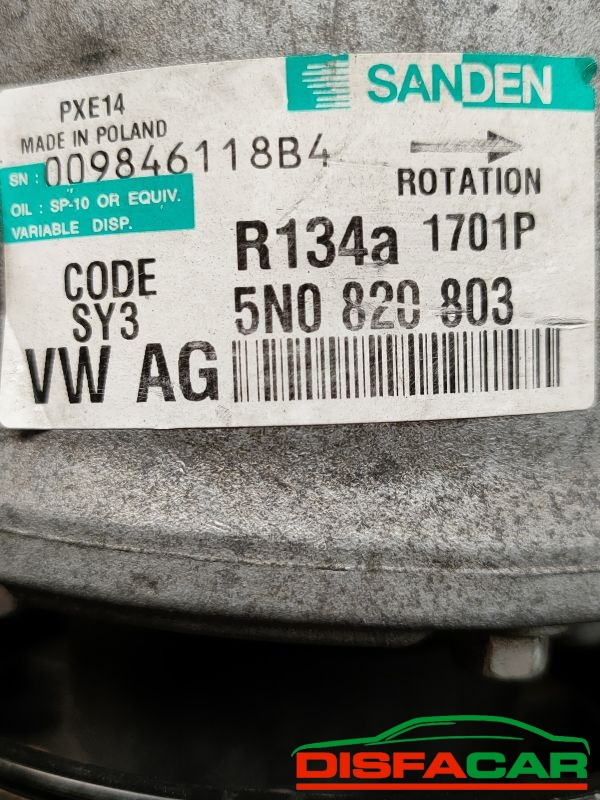 SANDEN
PXE14
MADE IN POLAND
SN : 009846118B4
ROTATION
OIL : SP-10 OR EQUIV.
VARIABLE DISP.
R134a 1701P
CODE
SY3
5N0 820 803
VW AG
DISFACAR